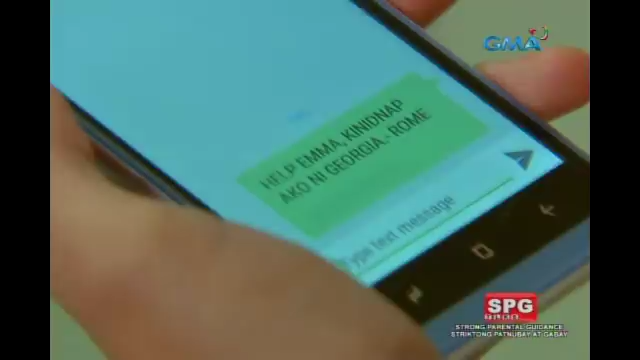 GMA
HELP EMMA, KINIDNAP
AKO NI GEORGIA.- ROME
Type text message
SPG
STRONG PARENTAL GUIDANCE
STRIKTONG PATNUBAY AT GABAY